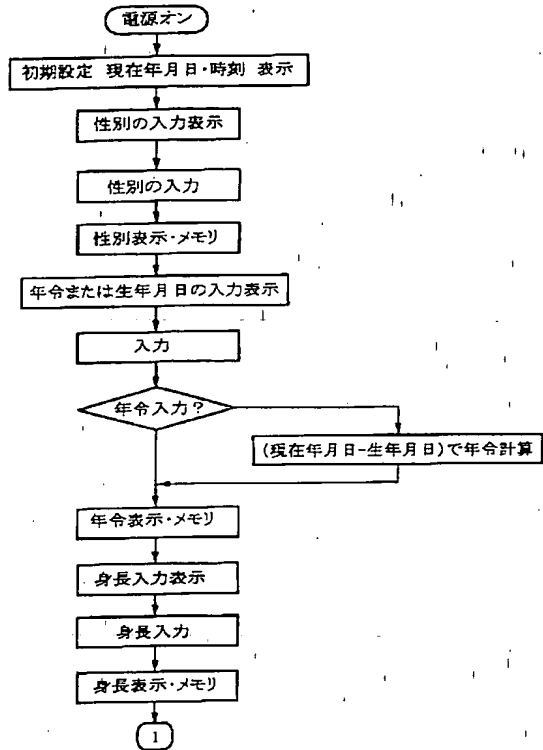 電源オン
初期設定 現在年月日・時刻 表示
性別の入力表示
性別の入力
性別表示・メモリ
年令または生年月日の入力表示
入力
年令入力？
(現在年月日-生年月日)で年令計算
年令表示・メモリ
身長入力表示
身長入力
身長表示・メモリ
1